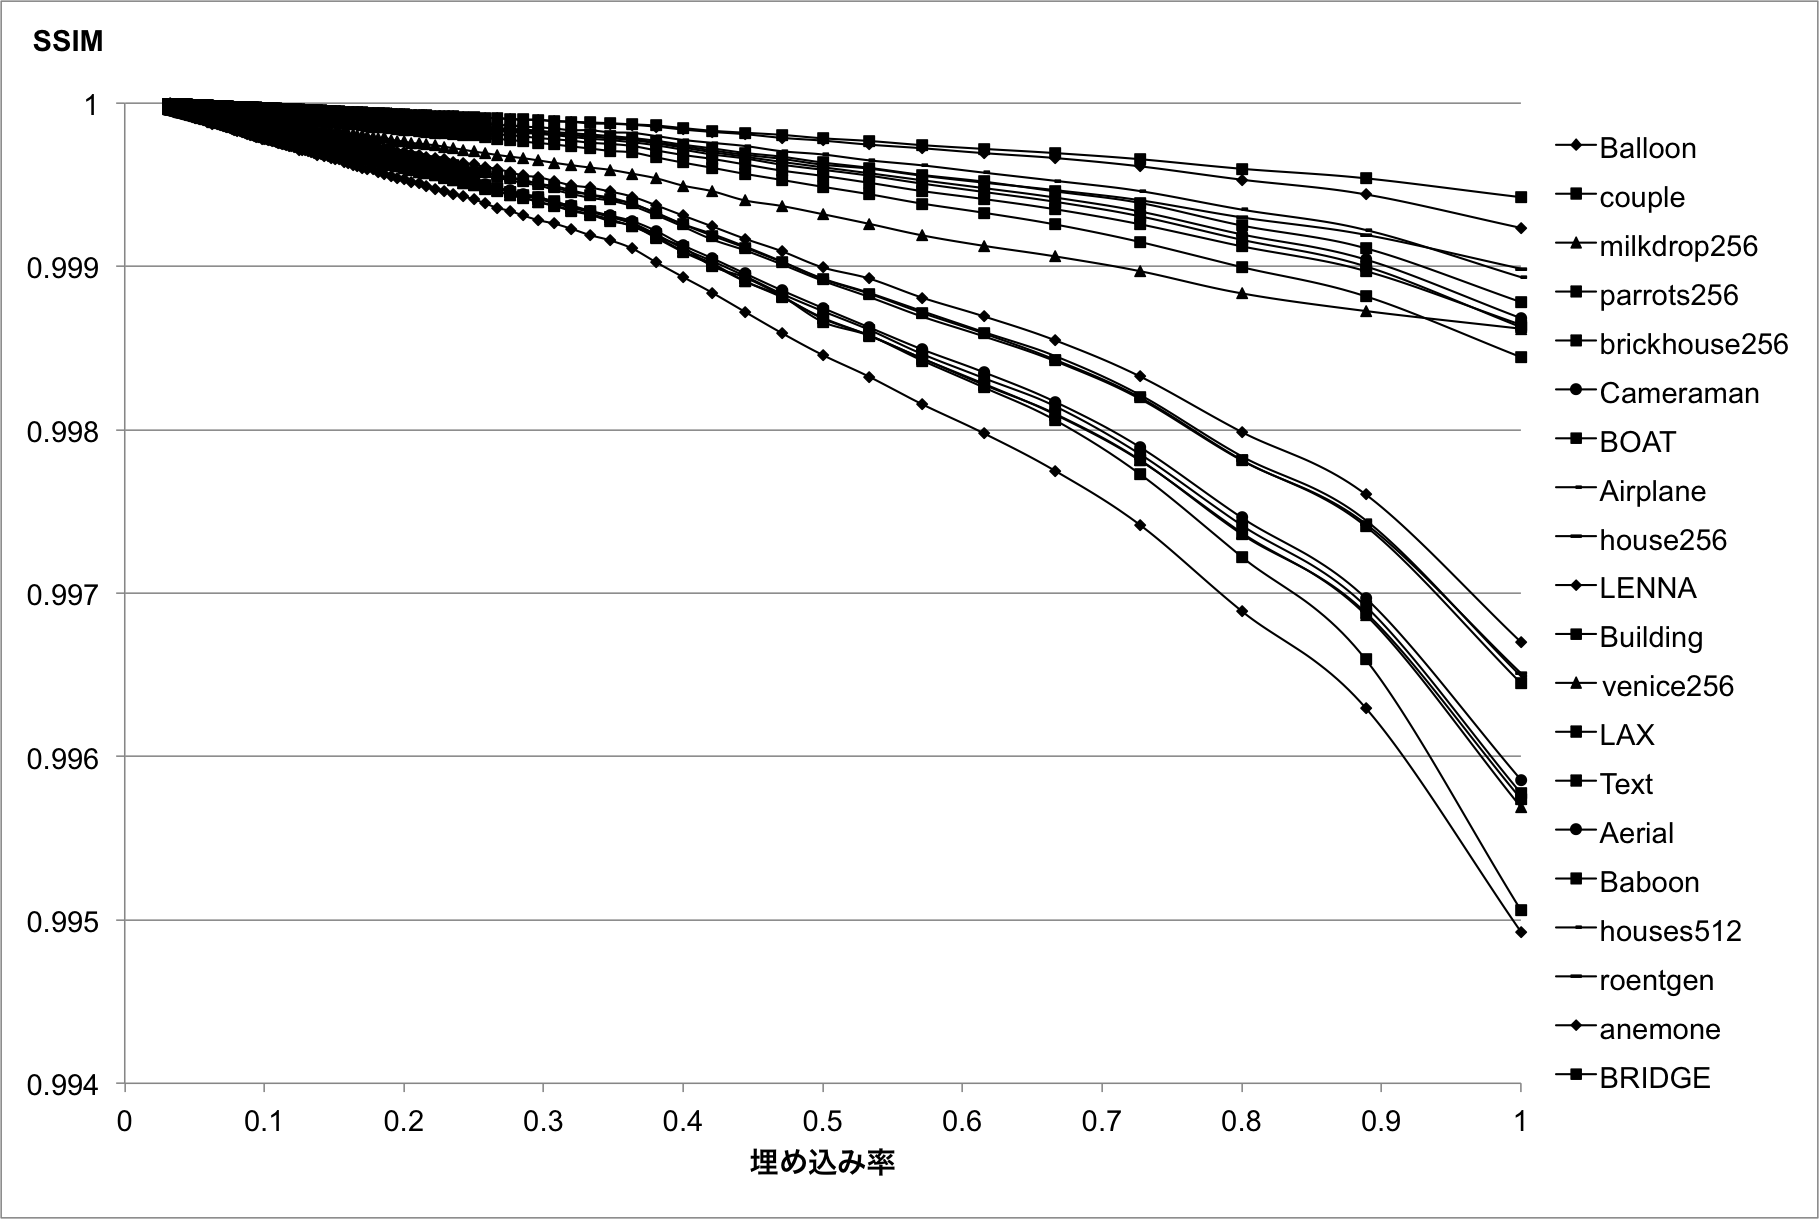 SSIM
1
0.999
0.998
0.997
0.996
0.995
0.994
0 0.1 0.2 0.3 0.4 0.5 0.6 0.7 0.8 0.9 1
埋め込み率
Balloon
couple
milkdrop256
parrots256
brickhouse256
Cameraman
BOAT
Airplane
house256
LENNA
Building
venice256
LAX
Text
Aerial
Baboon
houses512
roentgen
anemone
BRIDGE